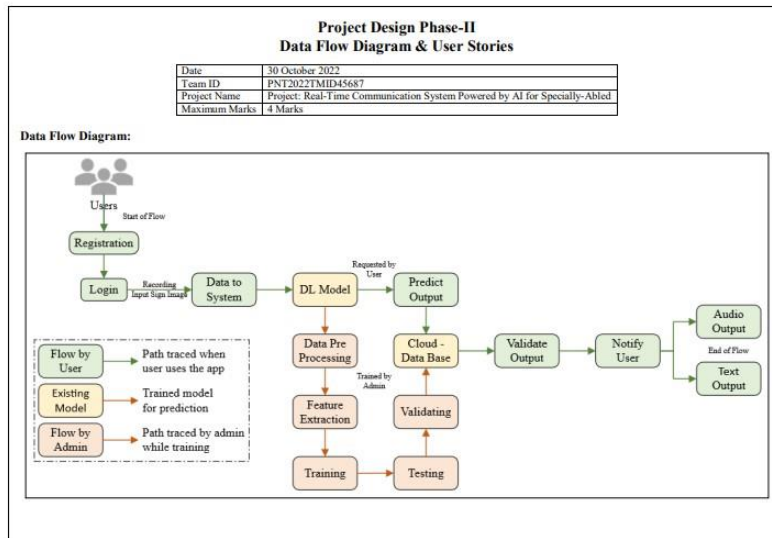 Project Design Phase-II
Data Flow Diagram & User Stories
Date 30 October 2022
Team ID PNT2022TMID45687
Project Name Project: Real-Time Communication System Powered by AI for Specially-Abled
Maximum Marks 4 Marks
Data Flow Diagram:
Users
Start of Flow
Registration
Login
Recording
Input Sign Image
Data to
System
DL Model
Requested by
User
Predict
Output
Data Pre
Processing
Trained by
Admin
Cloud -
Data Base
Validate
Output
Notify
User
Audio
Output
End of Flow
Text
Output
Feature
Extraction
Validating
Training
Testing
Flow by
User
Path traced when
user uses the app
Existing
Model
Trained model
for prediction
Flow by
Admin
Path traced by admin
while training